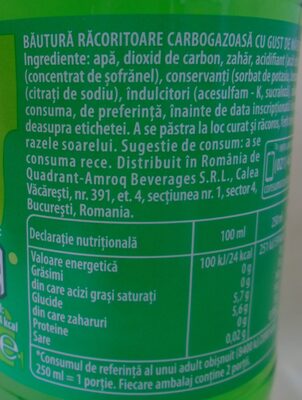 BĂUTURĂ RĂCORITOARE CARBOGAZOASĂ CU GUST DE
Ingrediente: apă, dioxid de carbon, zahăr, acidifiant (acid
(concentrat de șofrănel), conservanți (sorbat de potasiu,
(citrați de sodiu), îndulcitori (acesulfam - K, sucraloză),
consuma, de preferință, înainte de data inscripționată
deasupra etichetei. A se păstra la loc curat și răcoros,
razele soarelui. Sugestie de consum: a se
consuma rece. Distribuit în România de
Quadrant-Amroq Beverages S.R.L., Calea
Văcărești, nr. 391, et. 4, secțiunea nr. 1, sector 4,
București, Romania.
Declarație nutrițională 100 ml 250 ml
Valoare energetică 100 kJ/24 kcal
Grăsimi 0 g
din care acizi grași saturați 0 g
Glucide 5,7 g
din care zaharuri 5,6 g
Proteine 0 g
Sare 0,02 g
*Consumul de referință al unui adult obișnuit (8400 kJ
250 ml = 1 porție. Fiecare ambalaj conține 2 porții.